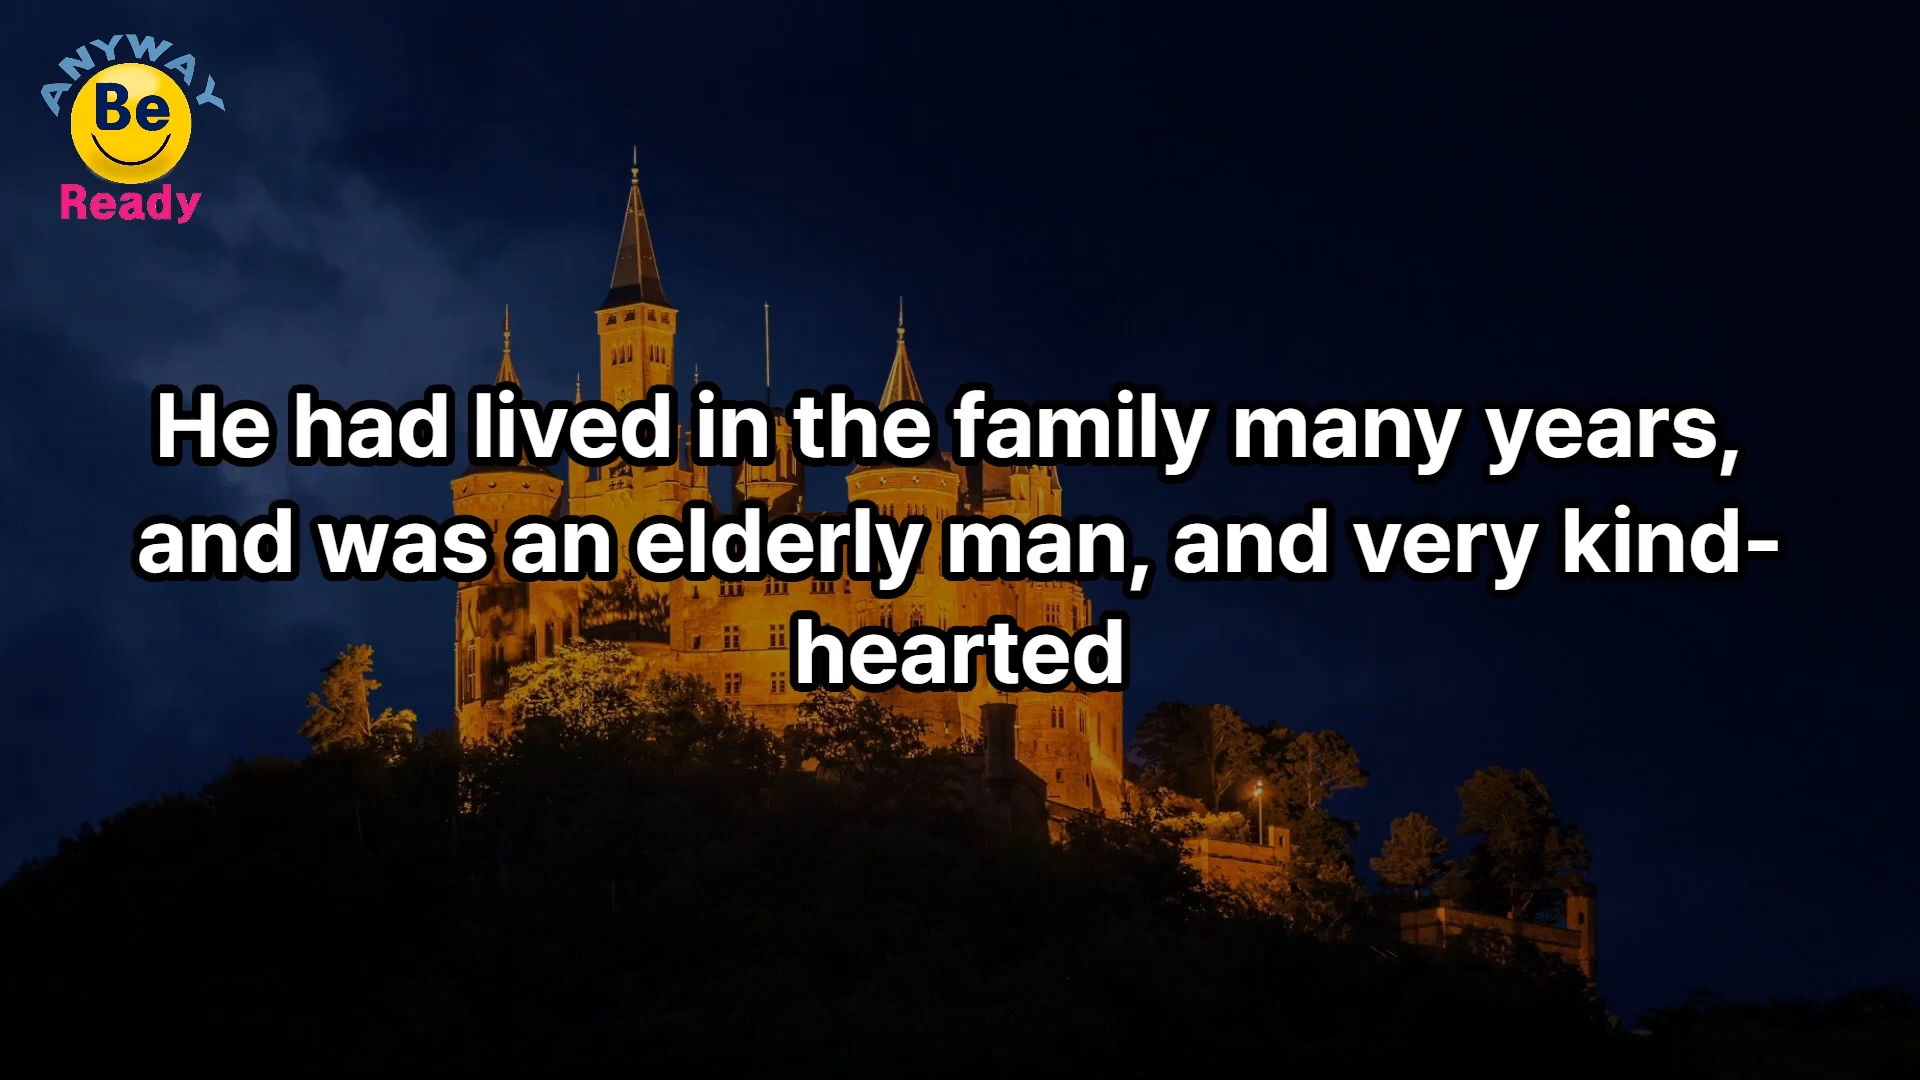 ANYWAY
Be
Ready
He had lived in the family many years,
and was an elderly man, and very kind-
hearted